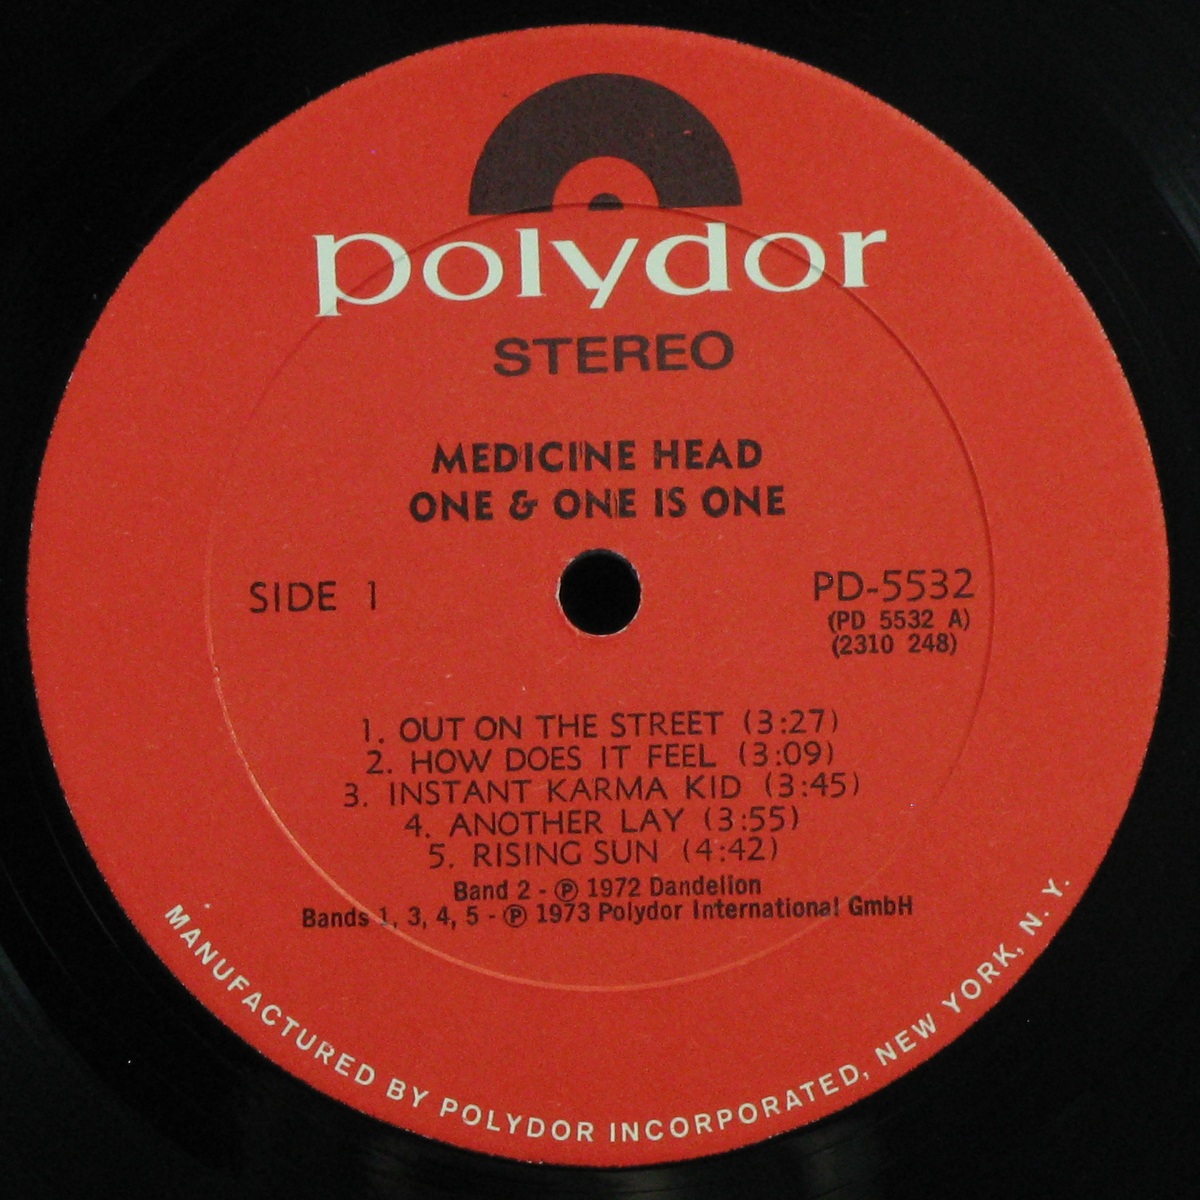 polydor
STEREO
MEDICINE HEAD
ONE & ONE IS ONE
SIDE 1
PD-5532
(PD 5532 A)
(2310 248)
1. OUT ON THE STREET (3:27)
2. HOW DOES IT FEEL (3:09)
3. INSTANT KARMA KID (3:45)
4. ANOTHER LAY (3:55)
5. RISING SUN (4:42)
Band 2 - ℗ 1972 Dandelion
Bands 1, 3, 4, 5 - ℗ 1973 Polydor International GmbH
MANUFACTURED BY POLYDOR INCORPORATED, NEW YORK, N. Y.